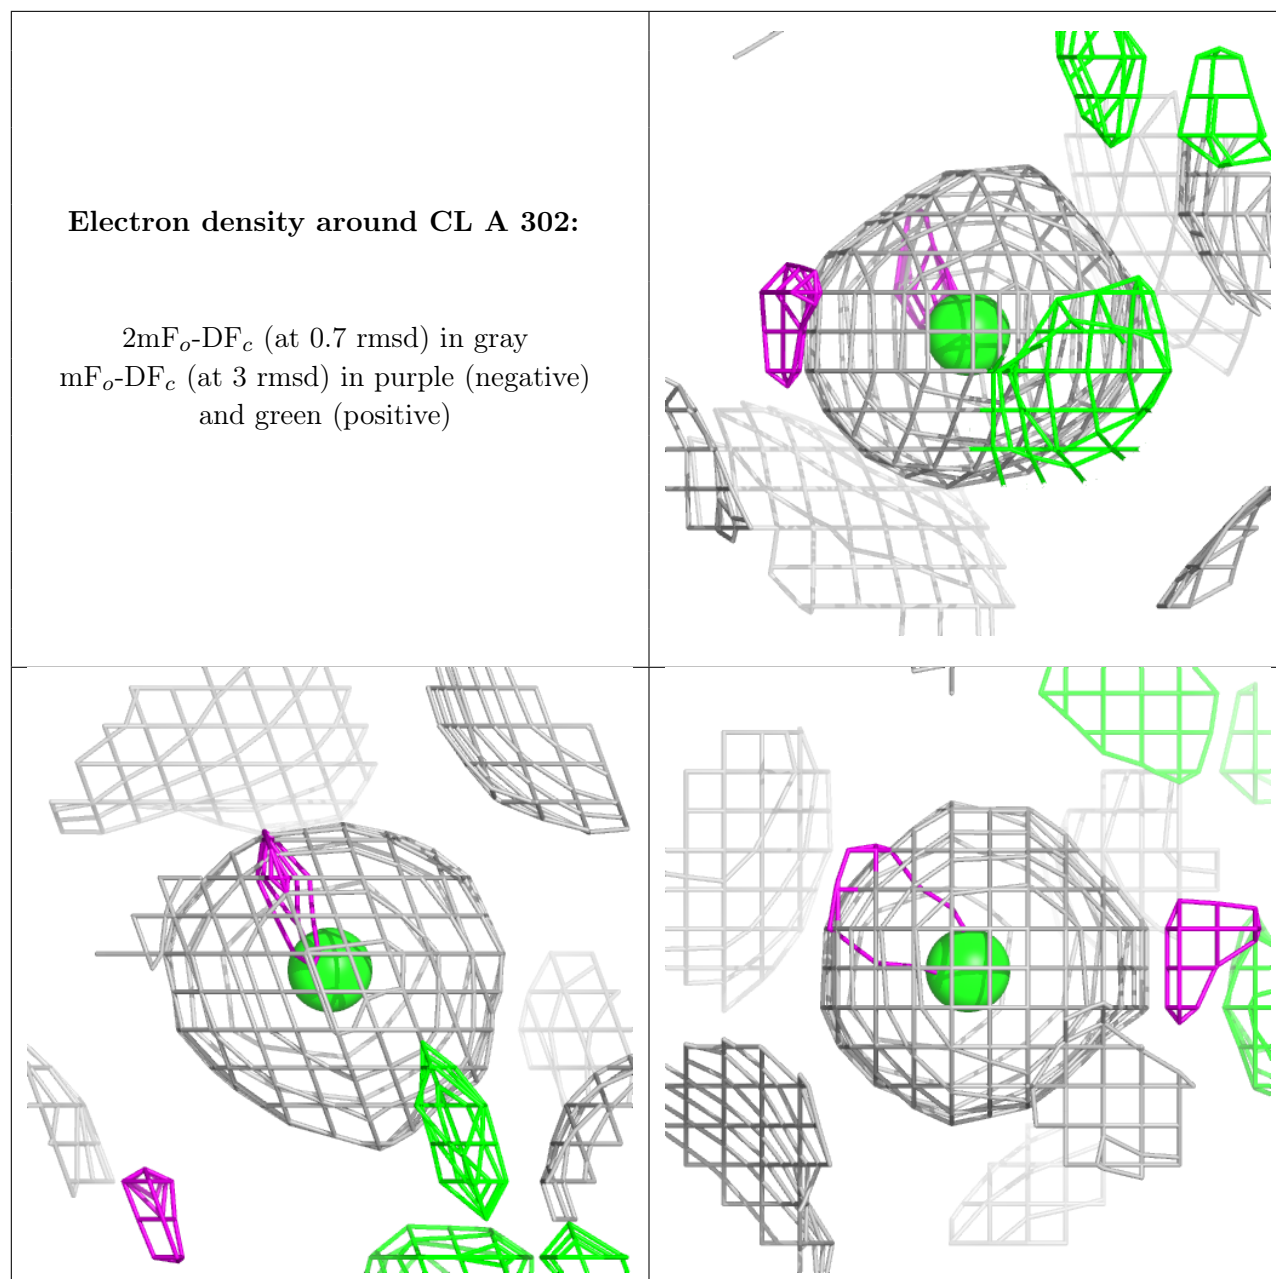 Electron density around CL A 302:
2mFo-DFc (at 0.7 rmsd) in gray
mFo-DFc (at 3 rmsd) in purple (negative)
and green (positive)